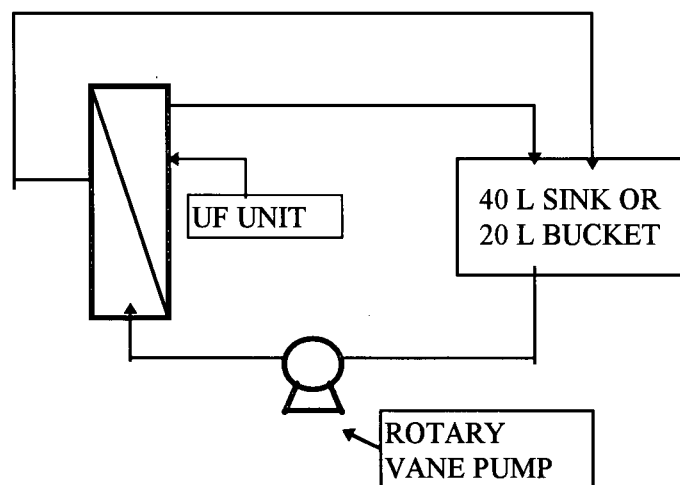 40 L SINK OR
20 L BUCKET
UF UNIT
ROTARY
VANE PUMP